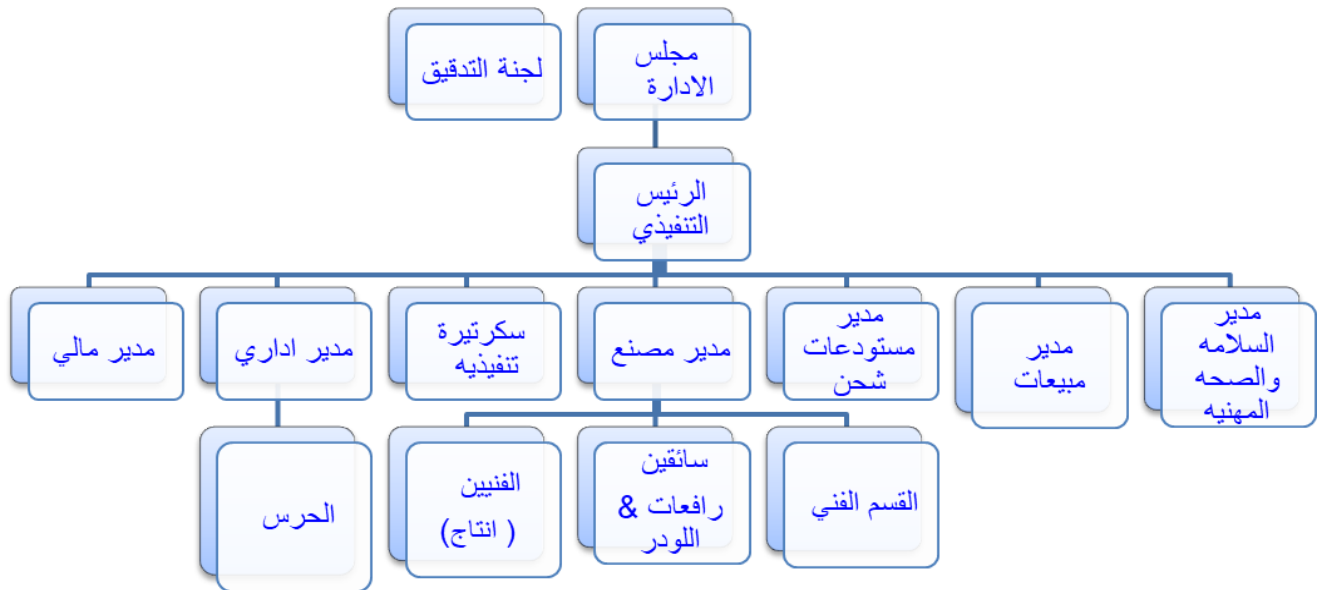 مجلس
الادارة
لجنة التدقيق
الرئيس
التنفيذي
مدير
السلامه
والصحه
المهنيه
مدير
مبيعات
مدير
مستودعات
شحن
مدير مصنع
سكرتيرة
تنفيذيه
مدير اداري
مدير مالي
القسم الفني
سائقين
رافعات &
اللودر
الفنيين
( انتاج)
الحرس